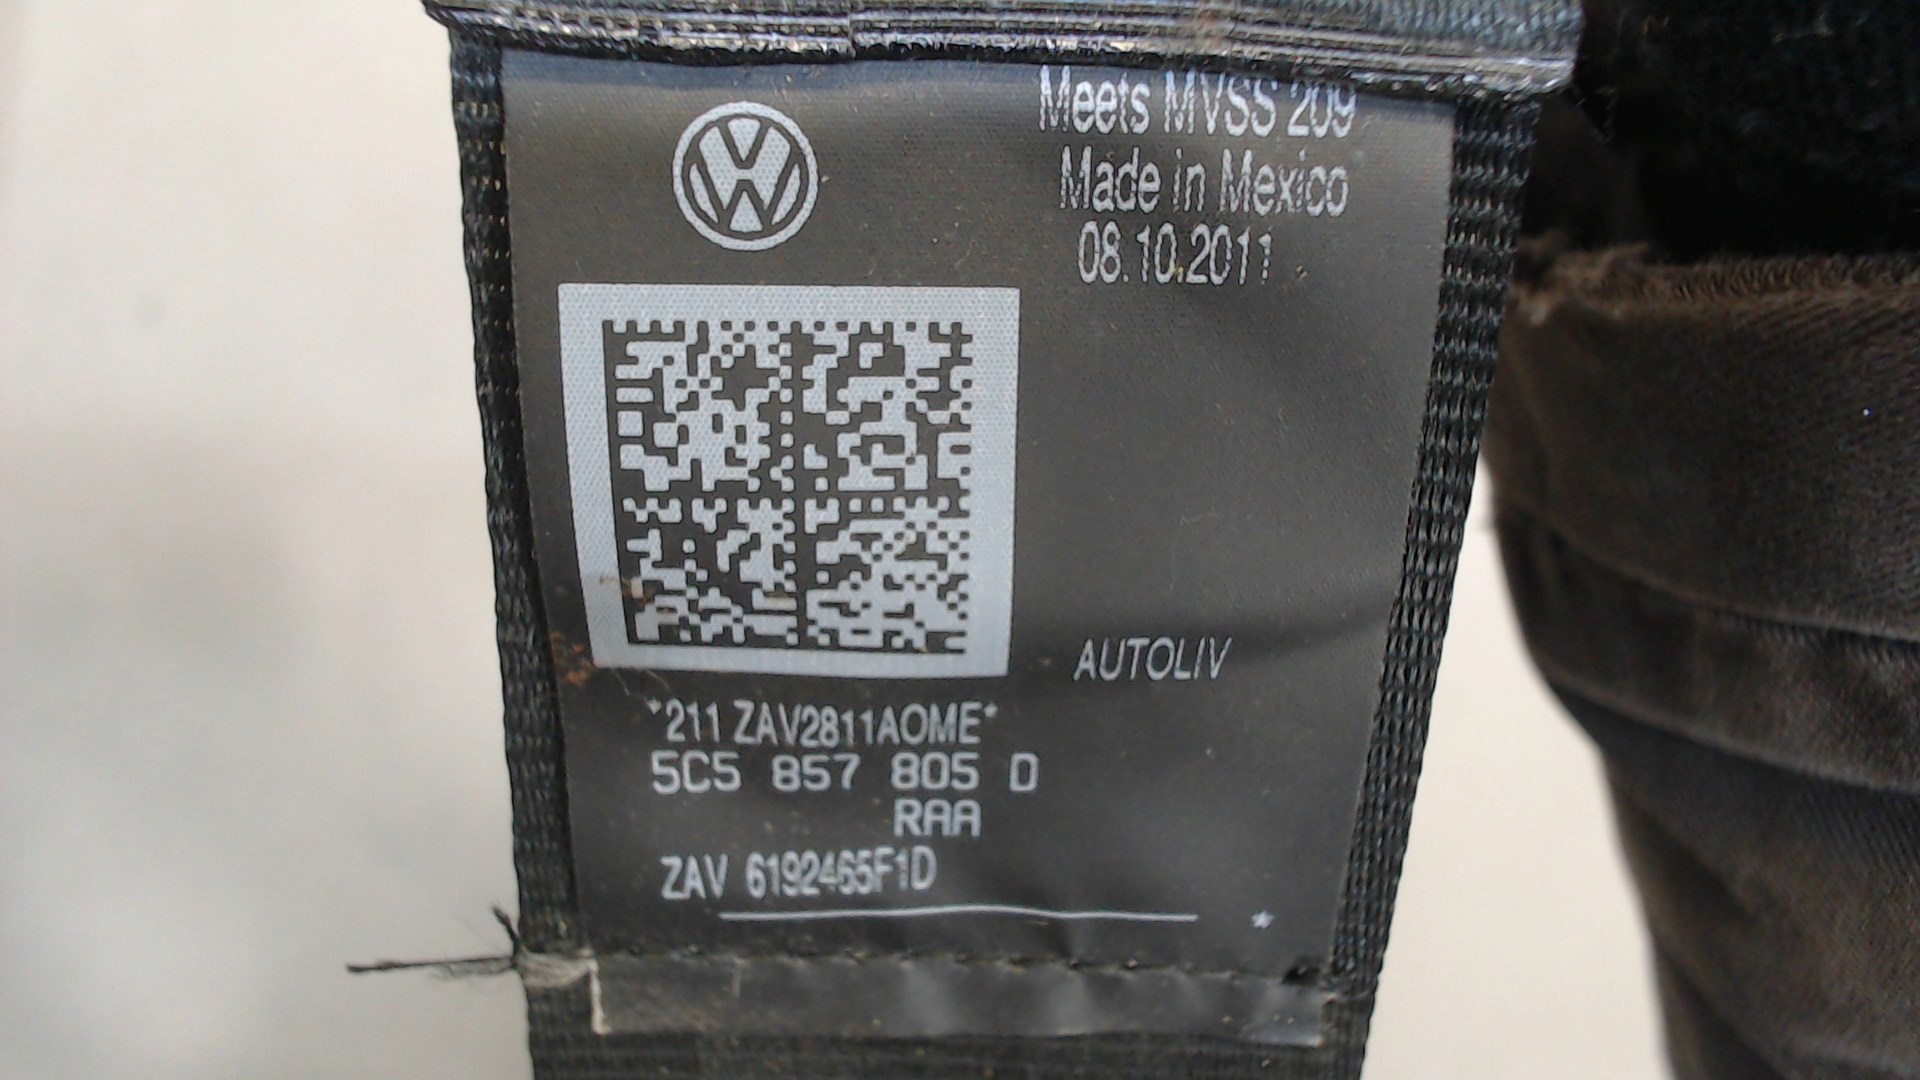 Meets MVSS 209
Made in Mexico
08.10.2011
AUTOLIV
*211 ZAV2811AOME*
5C5 857 805 D
RAA
ZAV 6192465F1D
*